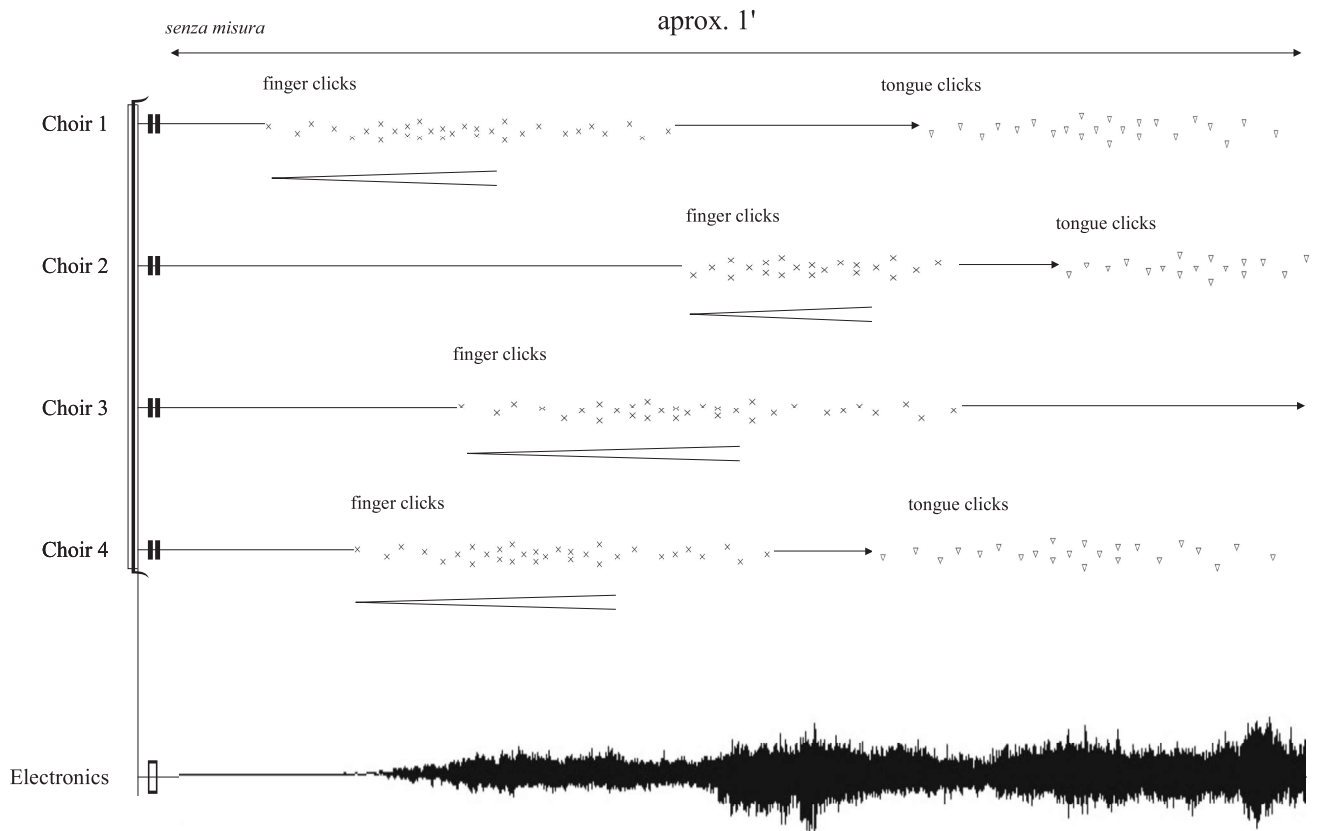 aprox. 1'
senza misura
finger clicks
tongue clicks
Choir 1
finger clicks
tongue clicks
Choir 2
finger clicks
Choir 3
finger clicks
tongue clicks
Choir 4
Electronics